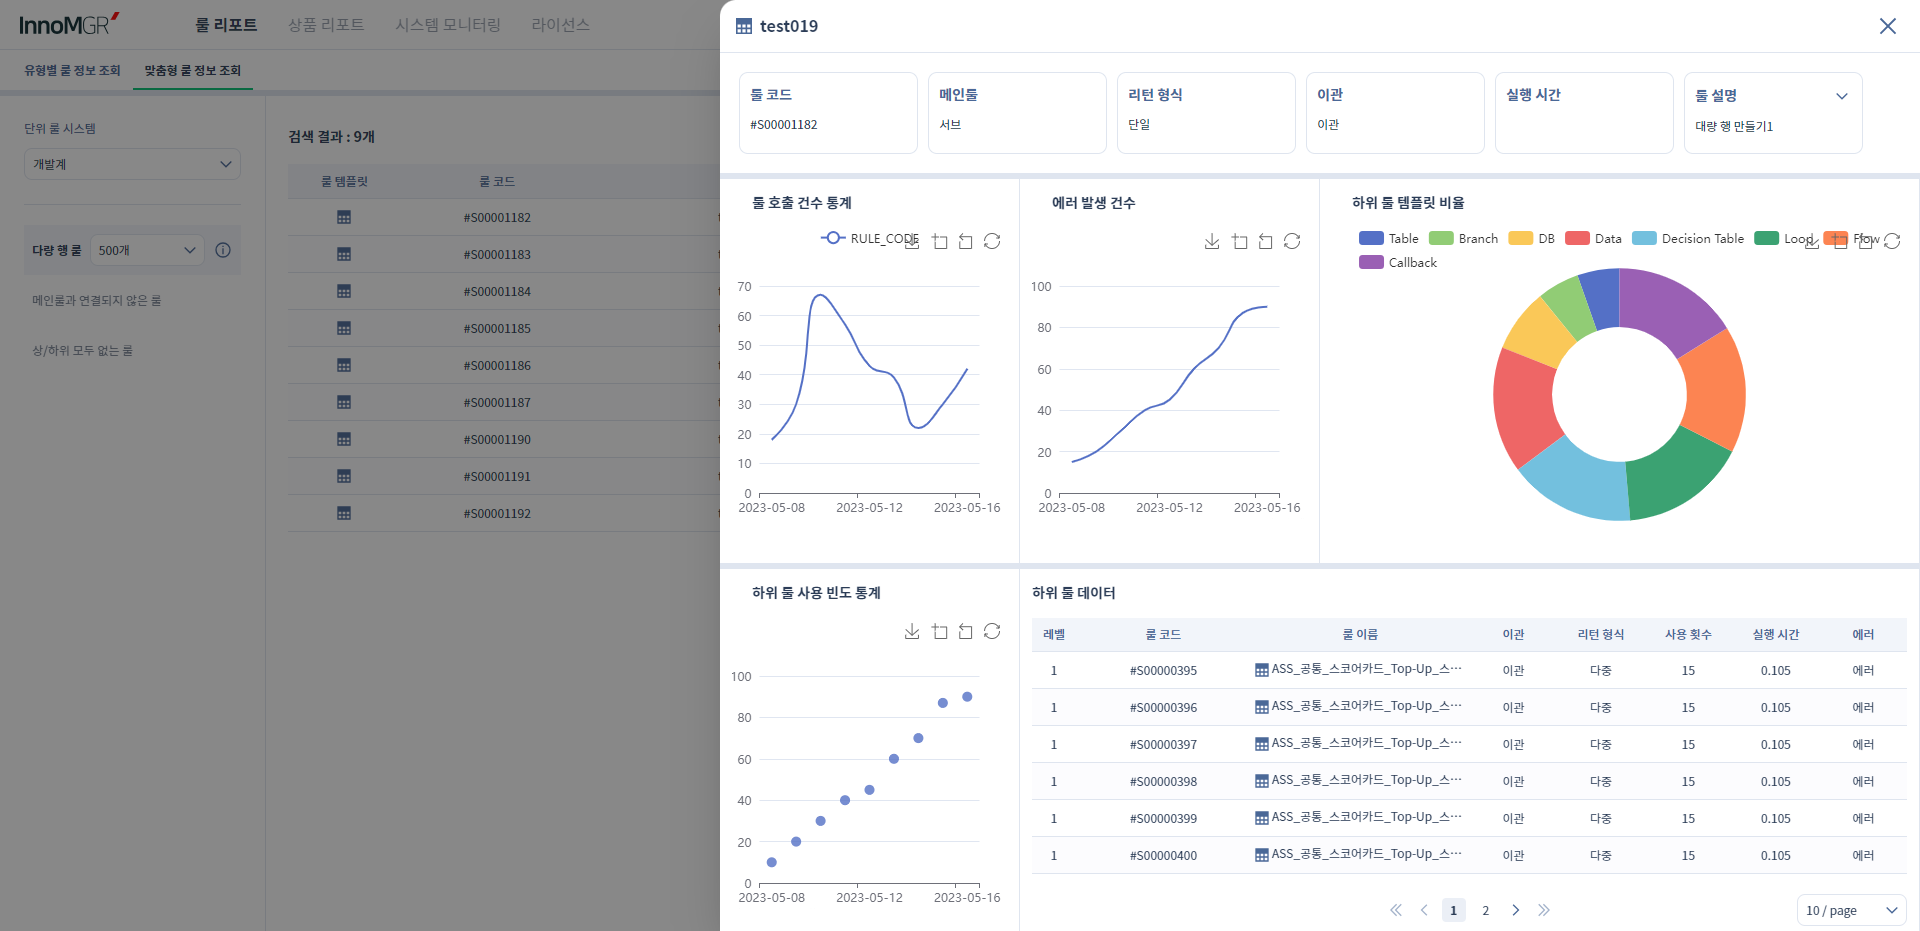 InnoMGR
룰 리포트
상품 리포트
시스템 모니터링
라이선스
유형별 룰 정보 조회
맞춤형 룰 정보 조회
단위 룰 시스템
개발계
다량 행 룰
500개
메인룰과 연결되지 않은 룰
상/하위 모두 없는 룰
검색 결과 : 9개
룰 템플릿 룰 코드
#S00001182
#S00001183
#S00001184
#S00001185
#S00001186
#S00001187
#S00001190
#S00001191
#S00001192
test019
룰 코드
#S00001182
메인룰
서브
리턴 형식
단일
이관
이관
실행 시간
룰 설명
대량 행 만들기1
룰 호출 건수 통계
RULE_CODE
70
60
50
40
30
20
10
0
2023-05-08 2023-05-12 2023-05-16
에러 발생 건수
100
80
60
40
20
0
2023-05-08 2023-05-12 2023-05-16
하위 룰 템플릿 비율
Table Branch DB Data Decision Table Loop Flow
Callback
하위 룰 사용 빈도 통계
100
80
60
40
20
0
2023-05-08 2023-05-12 2023-05-16
하위 룰 데이터
레벨 룰 코드 룰 이름 이관 리턴 형식 사용 횟수 실행 시간 에러
1 #S00000395 ASS_공통_스코어카드_Top-Up_스··· 이관 다중 15 0.105 에러
1 #S00000396 ASS_공통_스코어카드_Top-Up_스··· 이관 다중 15 0.105 에러
1 #S00000397 ASS_공통_스코어카드_Top-Up_스··· 이관 다중 15 0.105 에러
1 #S00000398 ASS_공통_스코어카드_Top-Up_스··· 이관 다중 15 0.105 에러
1 #S00000399 ASS_공통_스코어카드_Top-Up_스··· 이관 다중 15 0.105 에러
1 #S00000400 ASS_공통_스코어카드_Top-Up_스··· 이관 다중 15 0.105 에러
1 2
10 / page